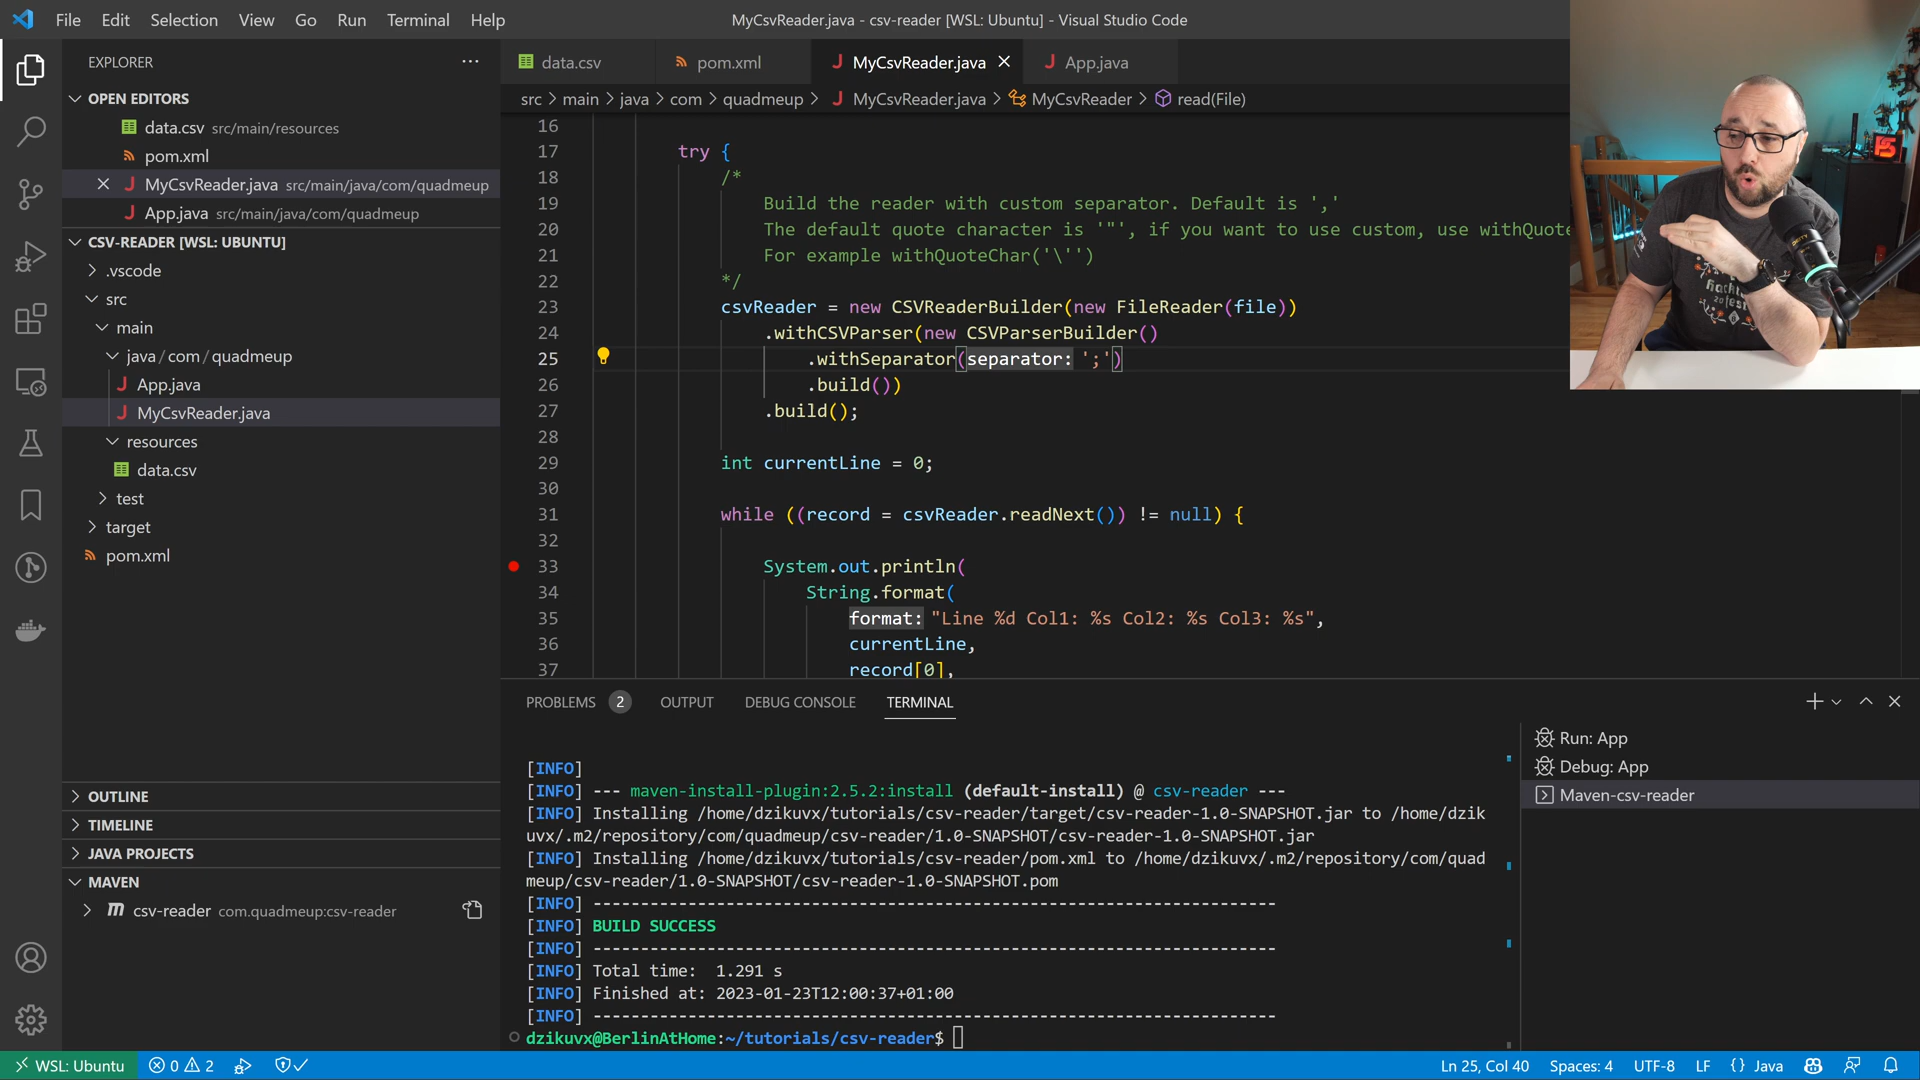 File Edit Selection View Go Run Terminal Help
MyCsvReader.java - csv-reader [WSL: Ubuntu] - Visual Studio Code
EXPLORER
OPEN EDITORS
data.csv src/main/resources
pom.xml
MyCsvReader.java src/main/java/com/quadmeup
App.java src/main/java/com/quadmeup
CSV-READER [WSL: UBUNTU]
.vscode
src
main
java / com / quadmeup
App.java
MyCsvReader.java
resources
data.csv
test
target
pom.xml
OUTLINE
TIMELINE
JAVA PROJECTS
MAVEN
csv-reader com.quadmeup:csv-reader
data.csv pom.xml MyCsvReader.java App.java
src > main > java > com > quadmeup > MyCsvReader.java > MyCsvReader > read(File)
16
17 try {
18 /*
19 Build the reader with custom separator. Default is ','
20 The default quote character is '"', if you want to use custom, use withQuote
21 For example withQuoteChar('\'')
22 */
23 csvReader = new CSVReaderBuilder(new FileReader(file))
24 .withCSVParser(new CSVParserBuilder()
25 .withSeparator(separator: ';')
26 .build())
27 .build();
28
29 int currentLine = 0;
30
31 while ((record = csvReader.readNext()) != null) {
32
33 System.out.println(
34 String.format(
35 format: "Line %d Col1: %s Col2: %s Col3: %s",
36 currentLine,
37 record[0],
PROBLEMS 2 OUTPUT DEBUG CONSOLE TERMINAL
[INFO]
[INFO] --- maven-install-plugin:2.5.2:install (default-install) @ csv-reader ---
[INFO] Installing /home/dzikuvx/tutorials/csv-reader/target/csv-reader-1.0-SNAPSHOT.jar to /home/dzik
uvx/.m2/repository/com/quadmeup/csv-reader/1.0-SNAPSHOT/csv-reader-1.0-SNAPSHOT.jar
[INFO] Installing /home/dzikuvx/tutorials/csv-reader/pom.xml to /home/dzikuvx/.m2/repository/com/quad
meup/csv-reader/1.0-SNAPSHOT/csv-reader-1.0-SNAPSHOT.pom
[INFO] ------------------------------------------------------------------------
[INFO] BUILD SUCCESS
[INFO] ------------------------------------------------------------------------
[INFO] Total time:  1.291 s
[INFO] Finished at: 2023-01-23T12:00:37+01:00
[INFO] ------------------------------------------------------------------------
dzikuvx@BerlinAtHome:~/tutorials/csv-reader$
Run: App
Debug: App
Maven-csv-reader
WSL: Ubuntu 0 2
Ln 25, Col 40 Spaces: 4 UTF-8 LF {} Java